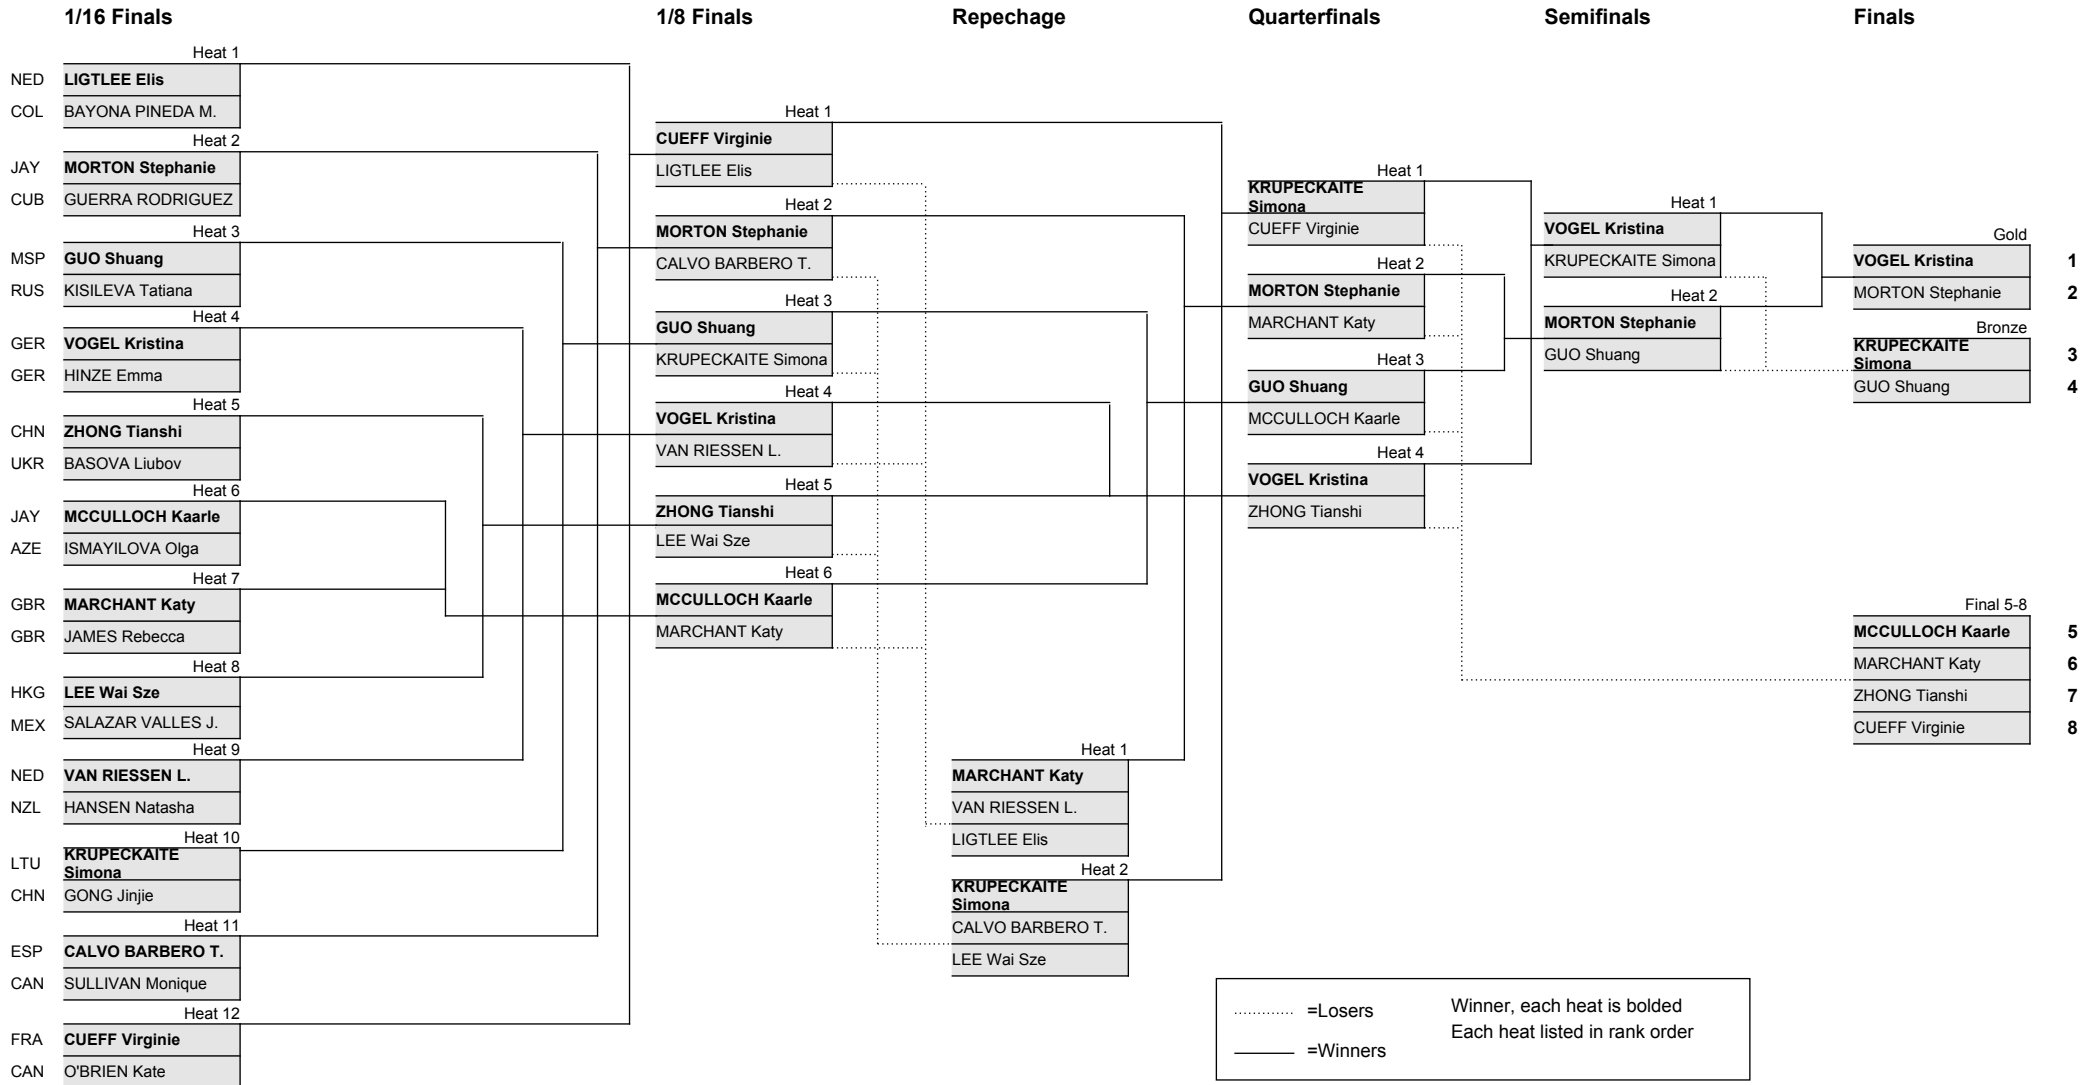 1/16 Finals 1/8 Finals Repechage Quarterfinals Semifinals Finals
Heat 1
NED LIGTLEE Elis
COL BAYONA PINEDA M.
Heat 2
JAY MORTON Stephanie
CUB GUERRA RODRIGUEZ
Heat 3
MSP GUO Shuang
RUS KISILEVA Tatiana
Heat 4
GER VOGEL Kristina
GER HINZE Emma
Heat 5
CHN ZHONG Tianshi
UKR BASOVA Liubov
Heat 6
JAY MCCULLOCH Kaarle
AZE ISMAYILOVA Olga
Heat 7
GBR MARCHANT Katy
GBR JAMES Rebecca
Heat 8
HKG LEE Wai Sze
MEX SALAZAR VALLES J.
Heat 9
NED VAN RIESSEN L.
NZL HANSEN Natasha
Heat 10
LTU KRUPECKAITE
Simona
CHN GONG Jinjie
Heat 11
ESP CALVO BARBERO T.
CAN SULLIVAN Monique
Heat 12
FRA CUEFF Virginie
CAN O'BRIEN Kate
Heat 1
CUEFF Virginie
LIGTLEE Elis
Heat 2
MORTON Stephanie
CALVO BARBERO T.
Heat 3
GUO Shuang
KRUPECKAITE Simona
Heat 4
VOGEL Kristina
VAN RIESSEN L.
Heat 5
ZHONG Tianshi
LEE Wai Sze
Heat 6
MCCULLOCH Kaarle
MARCHANT Katy
Heat 1
MARCHANT Katy
VAN RIESSEN L.
LIGTLEE Elis
Heat 2
KRUPECKAITE
Simona
CALVO BARBERO T.
LEE Wai Sze
Heat 1
KRUPECKAITE
Simona
CUEFF Virginie
Heat 2
MORTON Stephanie
MARCHANT Katy
Heat 3
GUO Shuang
MCCULLOCH Kaarle
Heat 4
VOGEL Kristina
ZHONG Tianshi
Heat 1
VOGEL Kristina
KRUPECKAITE Simona
Heat 2
MORTON Stephanie
GUO Shuang
Gold
VOGEL Kristina 1
MORTON Stephanie 2
Bronze
KRUPECKAITE
Simona 3
GUO Shuang 4
Final 5-8
MCCULLOCH Kaarle 5
MARCHANT Katy 6
ZHONG Tianshi 7
CUEFF Virginie 8
=Losers Winner, each heat is bolded
Each heat listed in rank order
=Winners